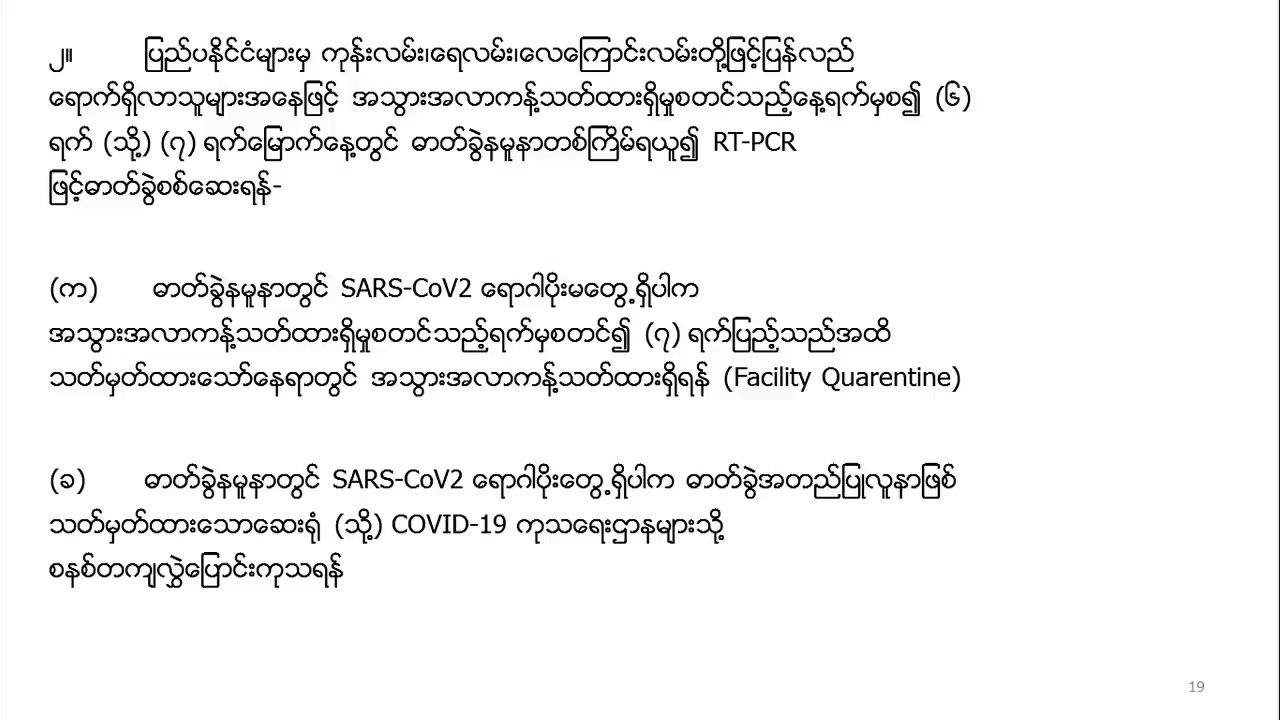 ၂။ ပြည်ပနိုင်ငံများမှ ကုန်းလမ်း၊ရေလမ်း၊လေကြောင်းလမ်းတို့ဖြင့်ပြန်လည်
ရောက်ရှိလာသူများအနေဖြင့် အသွားအလာကန့်သတ်ထားရှိမှုစတင်သည့်နေ့ရက်မှစ၍ (၆)
ရက် (သို့) (၇) ရက်မြောက်နေ့တွင် ဓာတ်ခွဲနမူနာတစ်ကြိမ်ရယူ၍ RT-PCR
ဖြင့်ဓာတ်ခွဲစစ်ဆေးရန်-
(က) ဓာတ်ခွဲနမူနာတွင် SARS-CoV2 ရောဂါပိုးမတွေ့ရှိပါက
အသွားအလာကန့်သတ်ထားရှိမှုစတင်သည့်ရက်မှစတင်၍ (၇) ရက်ပြည့်သည်အထိ
သတ်မှတ်ထားသော်နေရာတွင် အသွားအလာကန့်သတ်ထားရှိရန် (Facility Quarentine)
(ခ) ဓာတ်ခွဲနမူနာတွင် SARS-CoV2 ရောဂါပိုးတွေ့ရှိပါက ဓာတ်ခွဲအတည်ပြုလူနာဖြစ်
သတ်မှတ်ထားသောဆေးရုံ (သို့) COVID-19 ကုသရေးဌာနများသို့
စနစ်တကျလွှဲပြောင်းကုသရန်
19